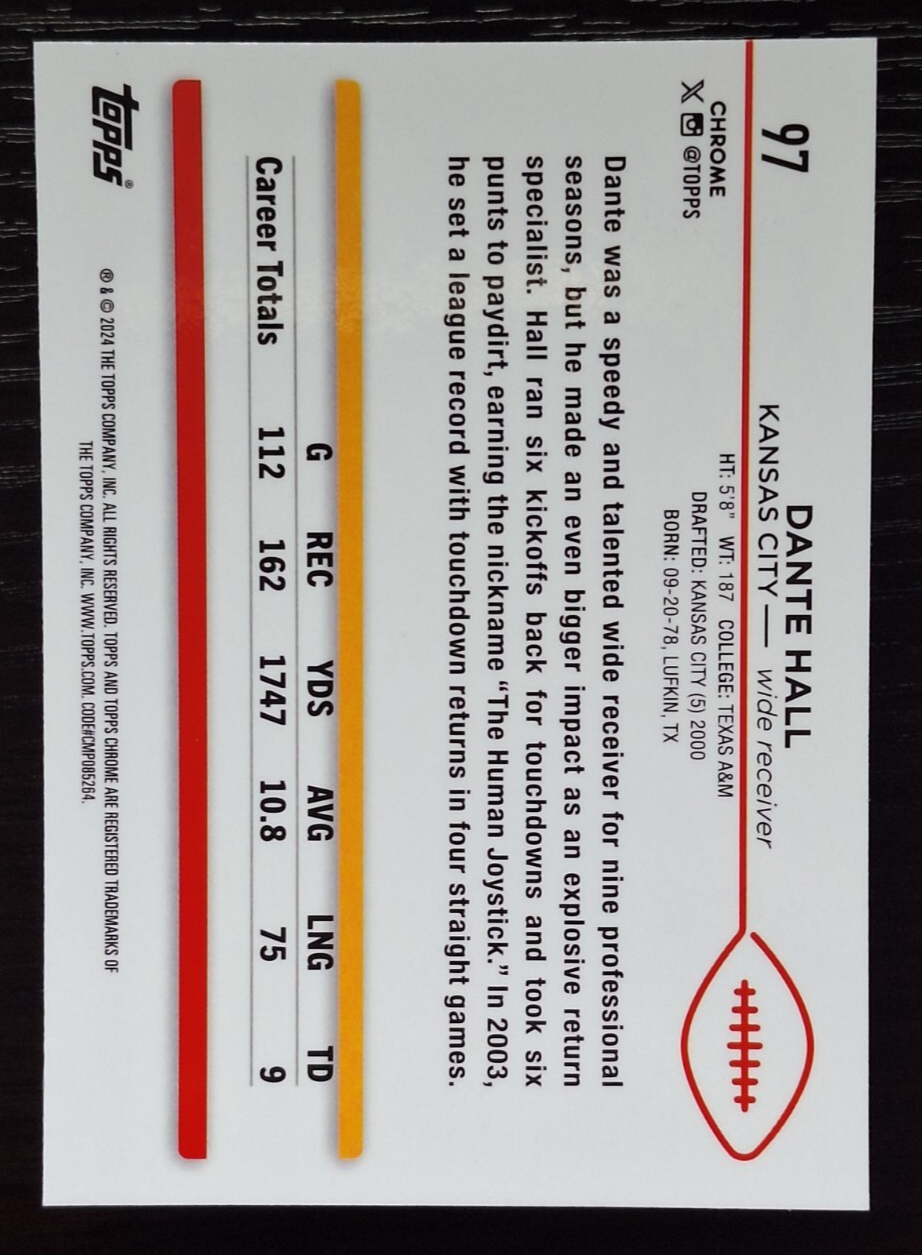 97
DANTE HALL
KANSAS CITY — wide receiver
CHROME
X @TOPPS
HT: 5'8" WT: 187 COLLEGE: TEXAS A&M
DRAFTED: KANSAS CITY (5) 2000
BORN: 09-20-78, LUFKIN, TX
Dante was a speedy and talented wide receiver for nine professional
seasons, but he made an even bigger impact as an explosive return
specialist. Hall ran six kickoffs back for touchdowns and took six
punts to paydirt, earning the nickname “The Human Joystick.” In 2003,
he set a league record with touchdown returns in four straight games.
G REC YDS AVG LNG TD
Career Totals 112 162 1747 10.8 75 9
topps®
® & © 2024 THE TOPPS COMPANY, INC. ALL RIGHTS RESERVED. TOPPS AND TOPPS CHROME ARE REGISTERED TRADEMARKS OF
THE TOPPS COMPANY, INC. WWW.TOPPS.COM. CODE#CMP085264.